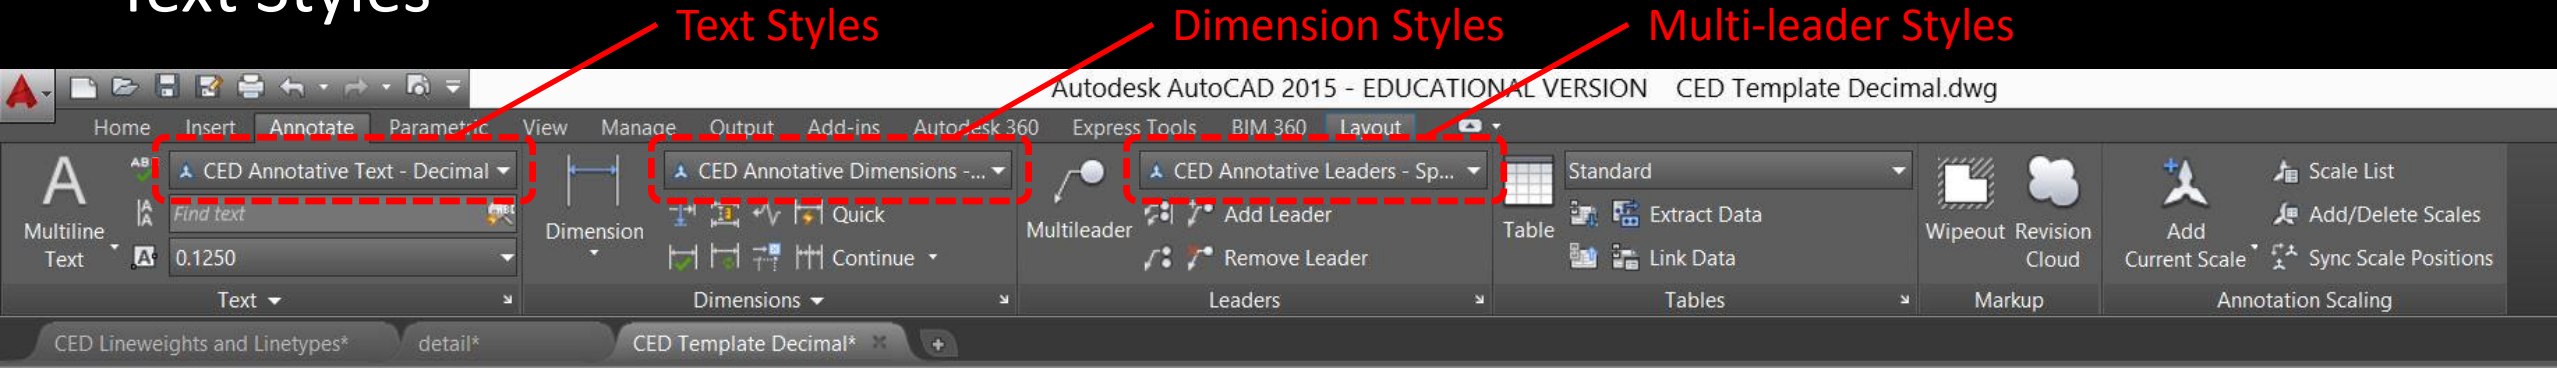 Text Styles
Text Styles Dimension Styles Multi-leader Styles
Autodesk AutoCAD 2015 - EDUCATIONAL VERSION CED Template Decimal.dwg
Home Insert Annotate Parametric View Manage Output Add-ins Autodesk 360 Express Tools BIM 360 Layout
CED Annotative Text - Decimal CED Annotative Dimensions -... CED Annotative Leaders - Sp... Standard Scale List
Find text Quick Add Leader Extract Data Add/Delete Scales
Multiline Text Dimension Multileader Table Wipeout Revision Cloud Add Current Scale
0.1250 Continue Remove Leader Link Data Sync Scale Positions
Text Dimensions Leaders Tables Markup Annotation Scaling
CED Lineweights and Linetypes* detail* CED Template Decimal*